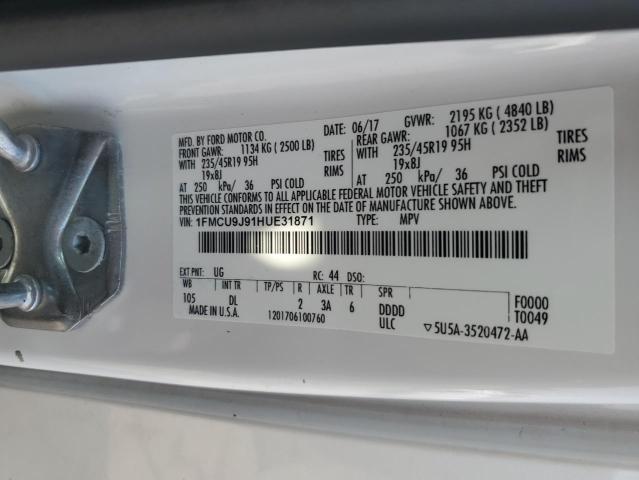 MFD. BY FORD MOTOR CO. DATE: 06/17 GVWR: 2195 KG ( 4840 LB)
FRONT GAWR: 1134 KG ( 2500 LB) REAR GAWR: 1067 KG ( 2352 LB)
WITH 235/45R19 95H TIRES WITH 235/45R19 95H TIRES
19x8J RIMS 19x8J RIMS
AT 250 kPa/ 36 PSI COLD AT 250 kPa/ 36 PSI COLD
THIS VEHICLE CONFORMS TO ALL APPLICABLE FEDERAL MOTOR VEHICLE SAFETY AND THEFT
PREVENTION STANDARDS IN EFFECT ON THE DATE OF MANUFACTURE SHOWN ABOVE.
VIN: 1FMCU9J91HUE31871 TYPE: MPV
EXT PNT: UG RC: 44 DSO:
WB INT TR TP/PS R AXLE TR SPR F0000
105 DL 2 3A 6 DDDD T0049
MADE IN U.S.A. 1201706100760 ULC ▽5U5A-3520472-AA